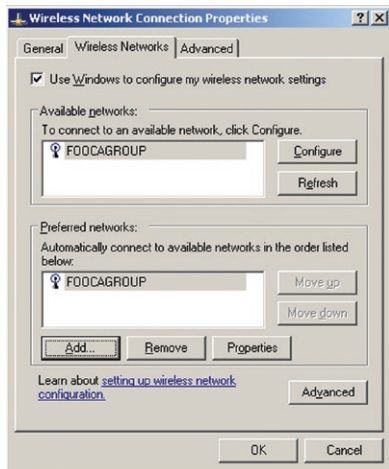 Wireless Network Connection Properties
General Wireless Networks Advanced
Use Windows to configure my wireless network settings
Available networks:
To connect to an available network, click Configure.
FOOCAGROUP
Configure
Refresh
Preferred networks:
Automatically connect to available networks in the order listed
below:
FOOCAGROUP
Move up
Move down
Add... Remove Properties
Learn about setting up wireless network
configuration.
Advanced
OK Cancel